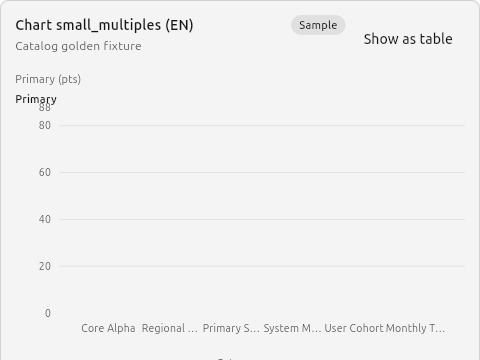 Chart small_multiples (EN)
Sample
Show as table
Catalog golden fixture
Primary (pts)
Primary
88
80
60
40
20
0
Core Alpha Regional … Primary S… System M… User Cohort Monthly T…